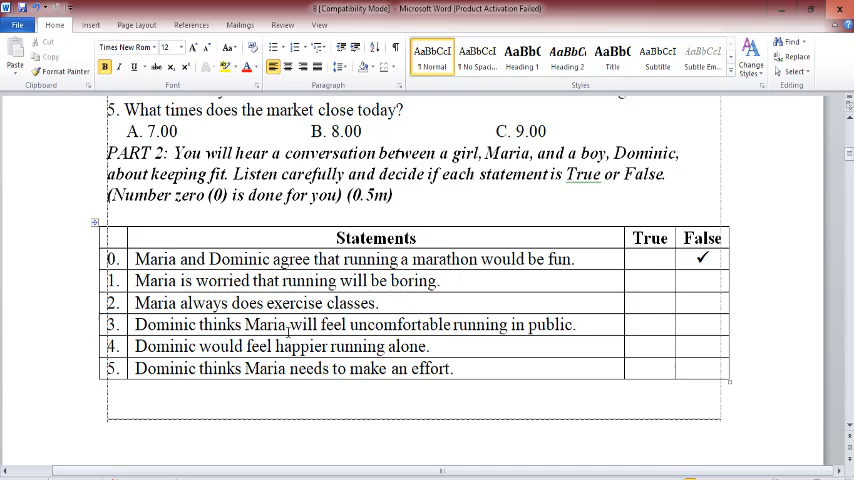 8 [Compatibility Mode] - Microsoft Word (Product Activation Failed)
File Home Insert Page Layout References Mailings Review View
Cut
Copy
Format Painter
Paste
Clipboard
Times New Rom 12
Font
Paragraph
AaBbCcI AaBbCcI AaBb( AaBbC AaBb( AaBbCcI AaBbCcI
¶ Normal ¶ No Spaci... Heading 1 Heading 2 Title Subtitle Subtle Em...
Change Styles
Styles
Find
Replace
Select
Editing
5. What times does the market close today?
A. 7.00 B. 8.00 C. 9.00
PART 2: You will hear a conversation between a girl, Maria, and a boy, Dominic,
about keeping fit. Listen carefully and decide if each statement is True or False.
(Number zero (0) is done for you) (0.5m)
Statements True False
0. Maria and Dominic agree that running a marathon would be fun. ✓
1. Maria is worried that running will be boring.
2. Maria always does exercise classes.
3. Dominic thinks Maria will feel uncomfortable running in public.
4. Dominic would feel happier running alone.
5. Dominic thinks Maria needs to make an effort.